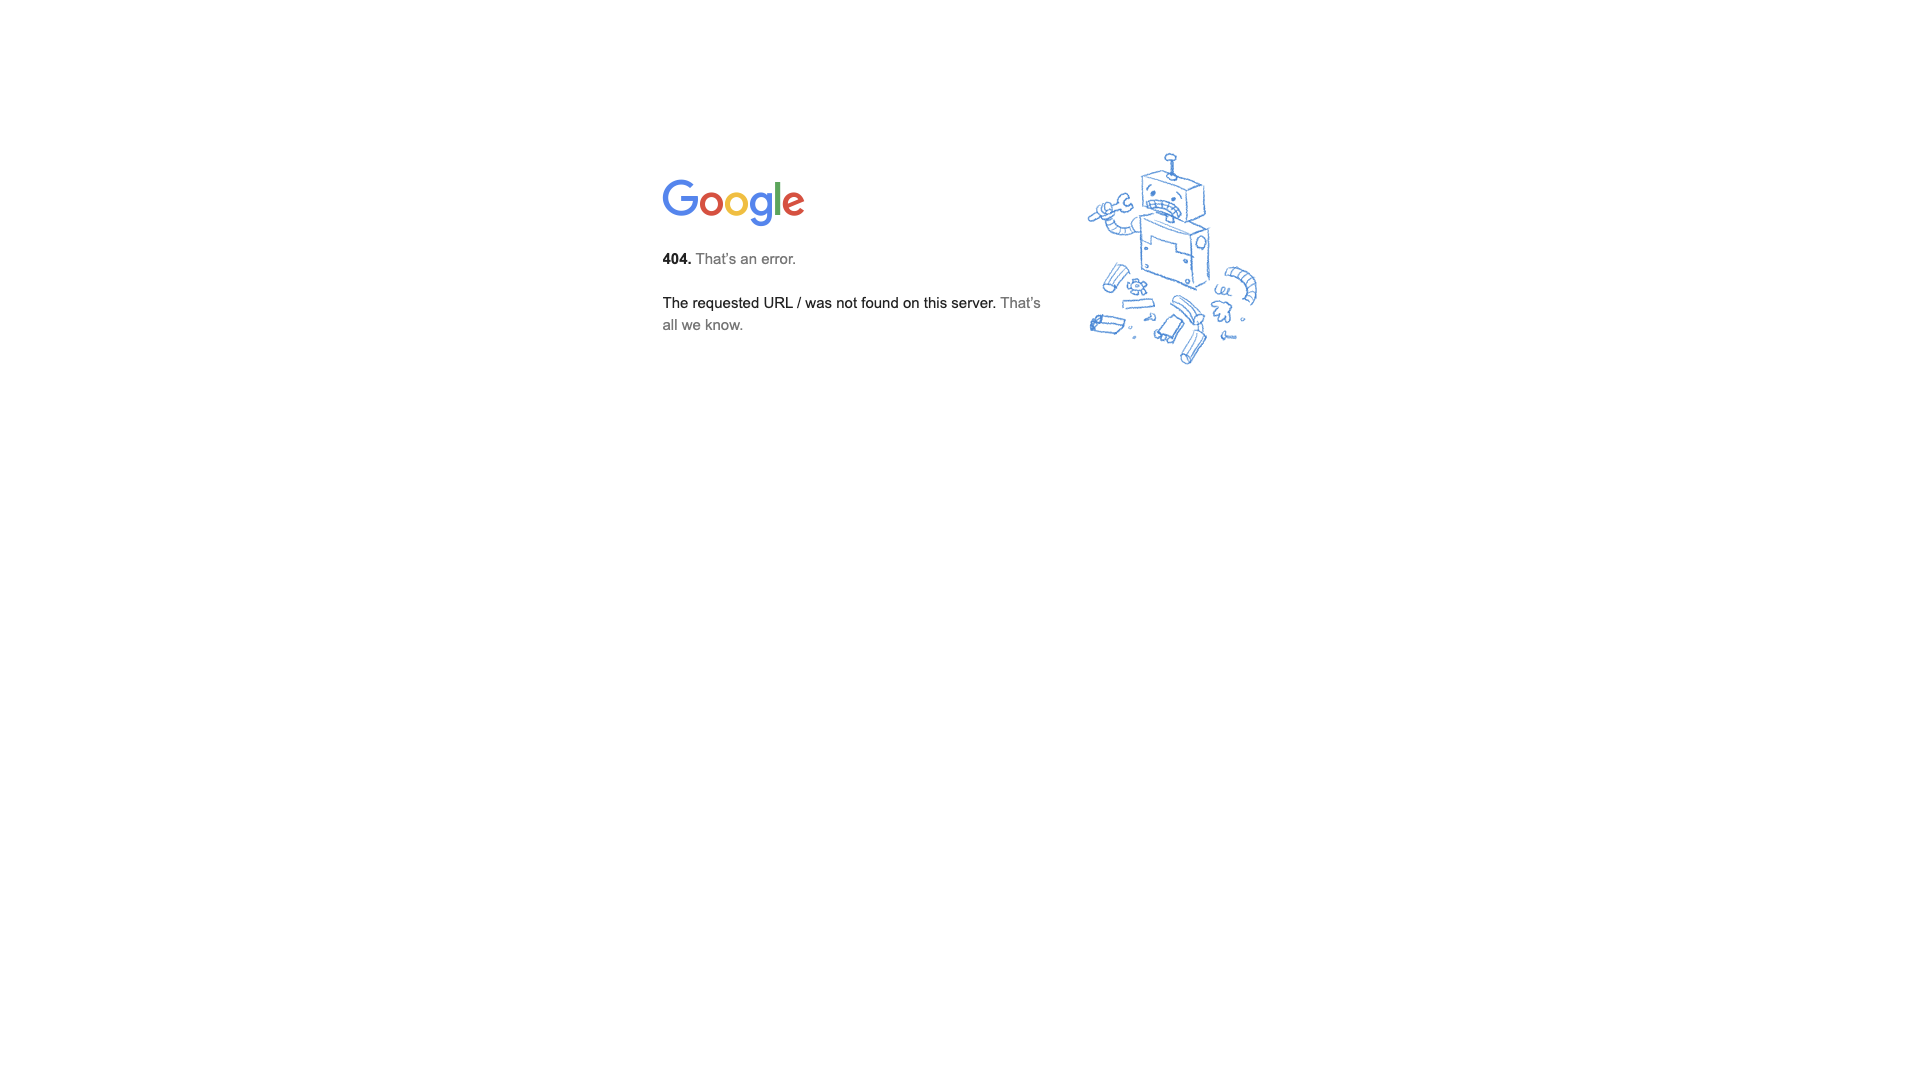 Google
404. That’s an error.
The requested URL / was not found on this server. That’s
all we know.